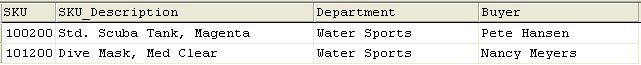 SKU SKU_Description Department Buyer
100200 Std. Scuba Tank, Magenta Water Sports Pete Hansen
101200 Dive Mask, Med Clear Water Sports Nancy Meyers